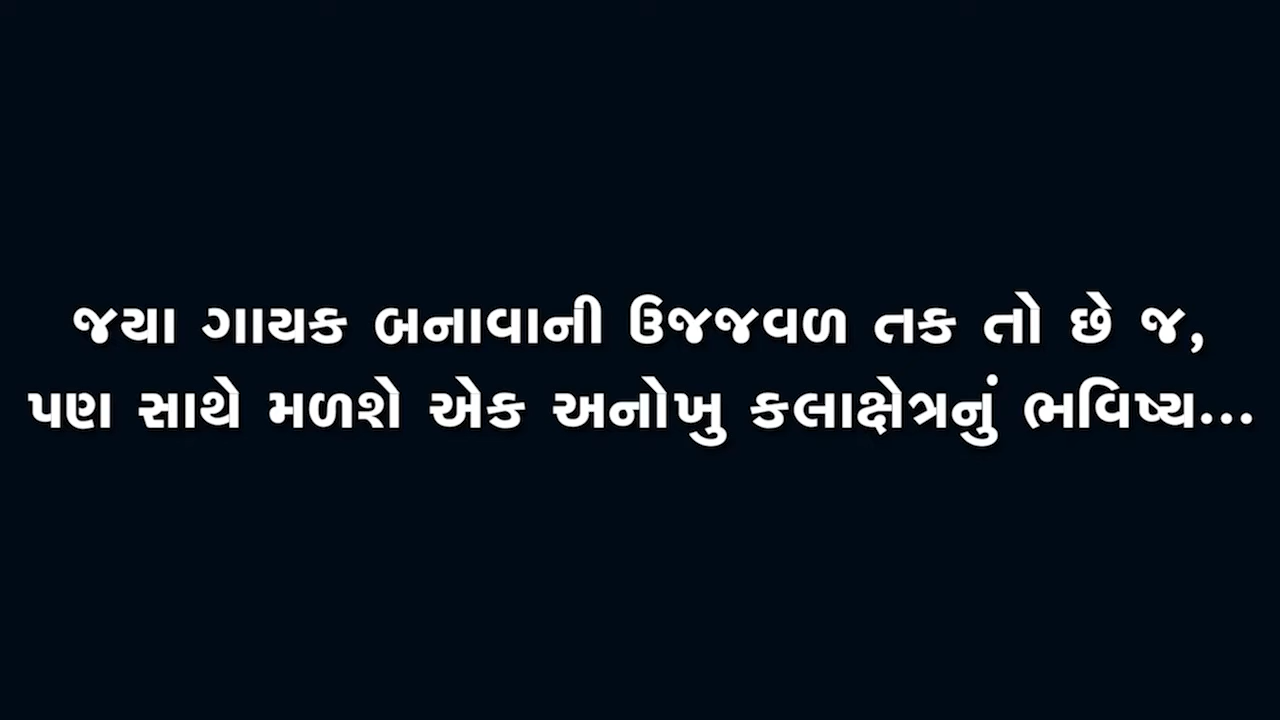 જયા ગાયક બનાવાની ઉજજવળ તક તો છે જ,
પણ સાથે મળશે એક અનોખુ કલાક્ષેત્રનું ભવિષ્ય...